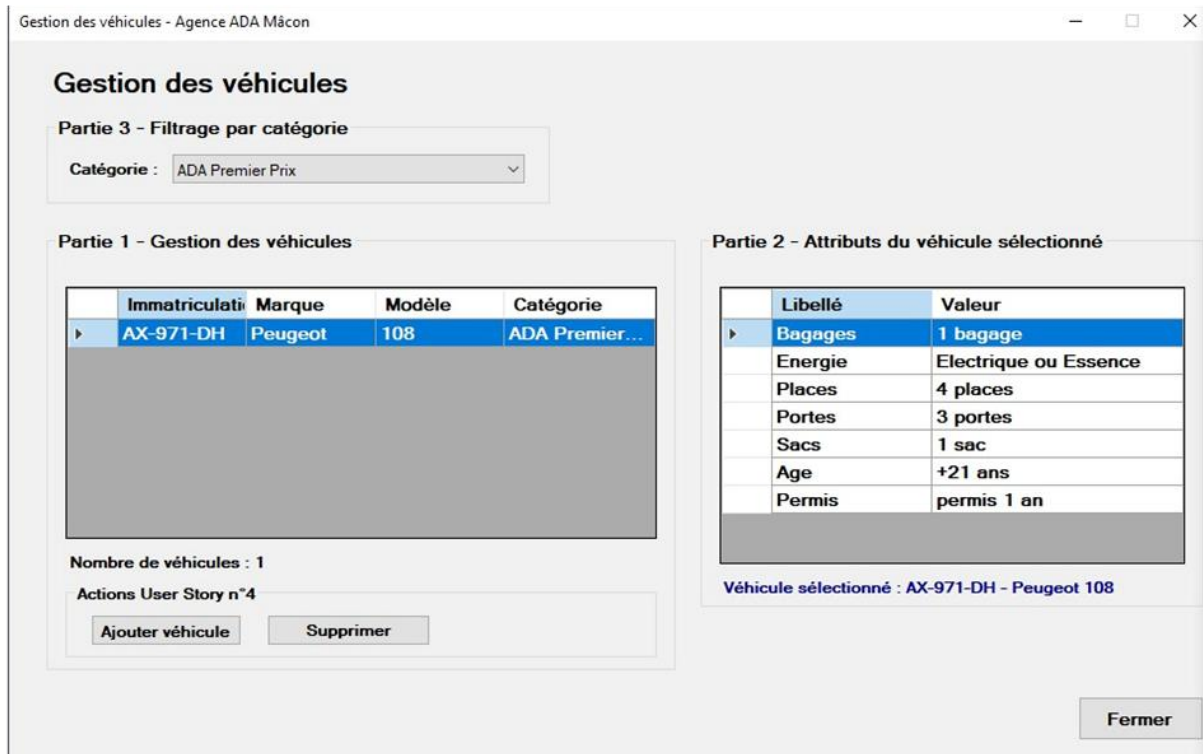 Gestion des véhicules - Agence ADA Mâcon
Gestion des véhicules
Partie 3 - Filtrage par catégorie
Catégorie : ADA Premier Prix
Partie 1 - Gestion des véhicules
Immatriculati Marque Modèle Catégorie
AX-971-DH Peugeot 108 ADA Premier...
Nombre de véhicules : 1
Actions User Story n°4
Ajouter véhicule Supprimer
Partie 2 - Attributs du véhicule sélectionné
Libellé Valeur
Bagages 1 bagage
Energie Electrique ou Essence
Places 4 places
Portes 3 portes
Sacs 1 sac
Age +21 ans
Permis permis 1 an
Véhicule sélectionné : AX-971-DH - Peugeot 108
Fermer